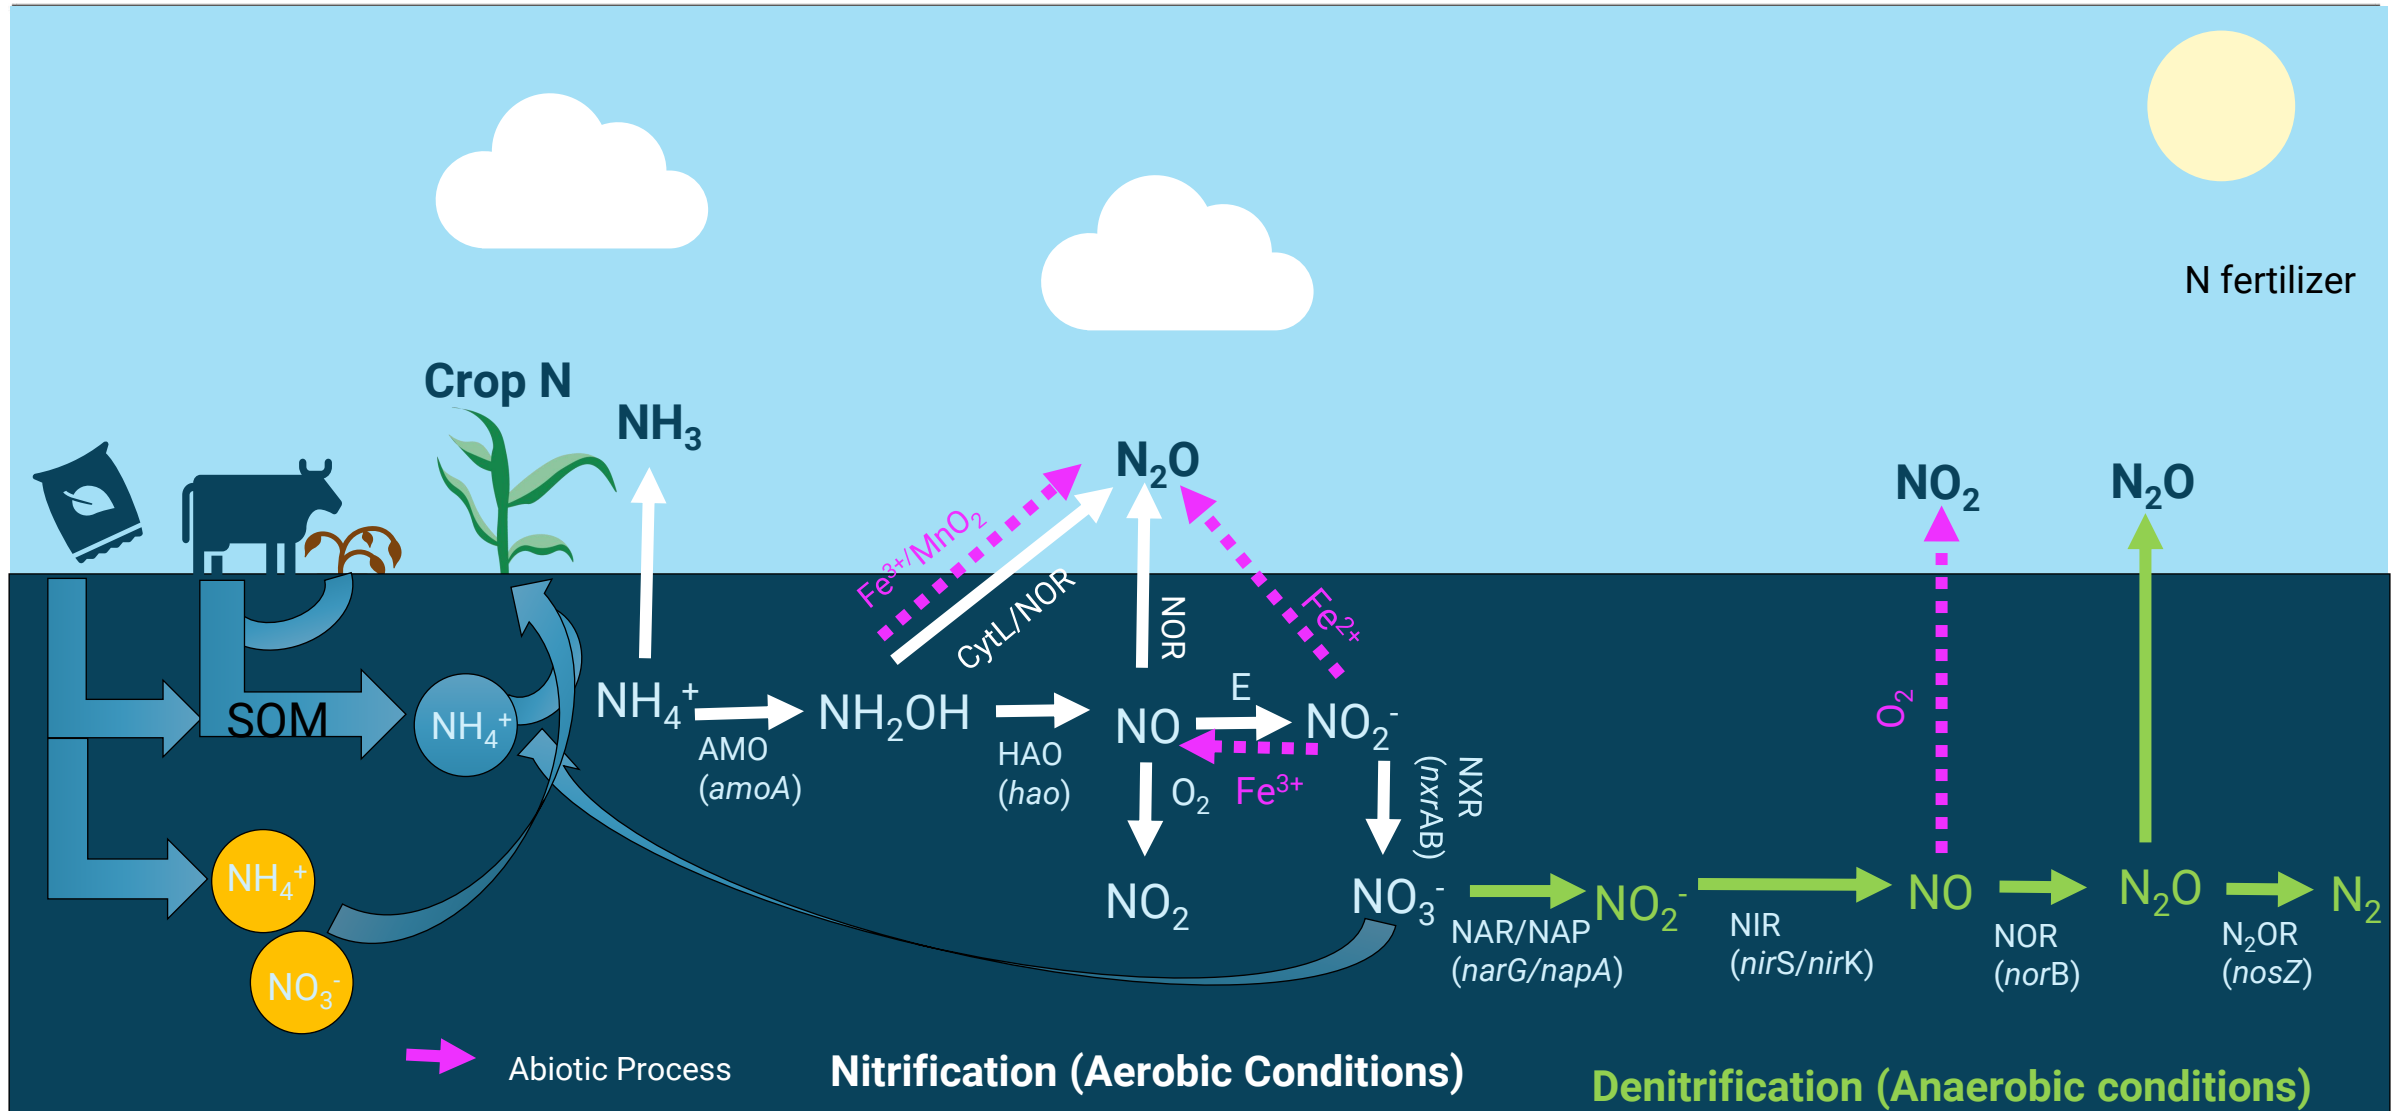 N fertilizer
Crop N
NH₃
N₂O
NO₂
N₂O
Fe³⁺/MnO₂
CytL/NOR
NOR
Fe²⁺
O₂
SOM
NH₄⁺
NH₄⁺
AMO
(amoA)
NH₂OH
HAO
(hao)
NO
E
NO₂⁻
Fe³⁺
O₂
NXR
(nxrAB)
NH₄⁺
NO₃⁻
NO₂
NO₃⁻
NAR/NAP
(narG/napA)
NO₂⁻
NIR
(nirS/nirK)
NO
NOR
(norB)
N₂O
N₂OR
(nosZ)
N₂
Abiotic Process
Nitrification (Aerobic Conditions)
Denitrification (Anaerobic conditions)